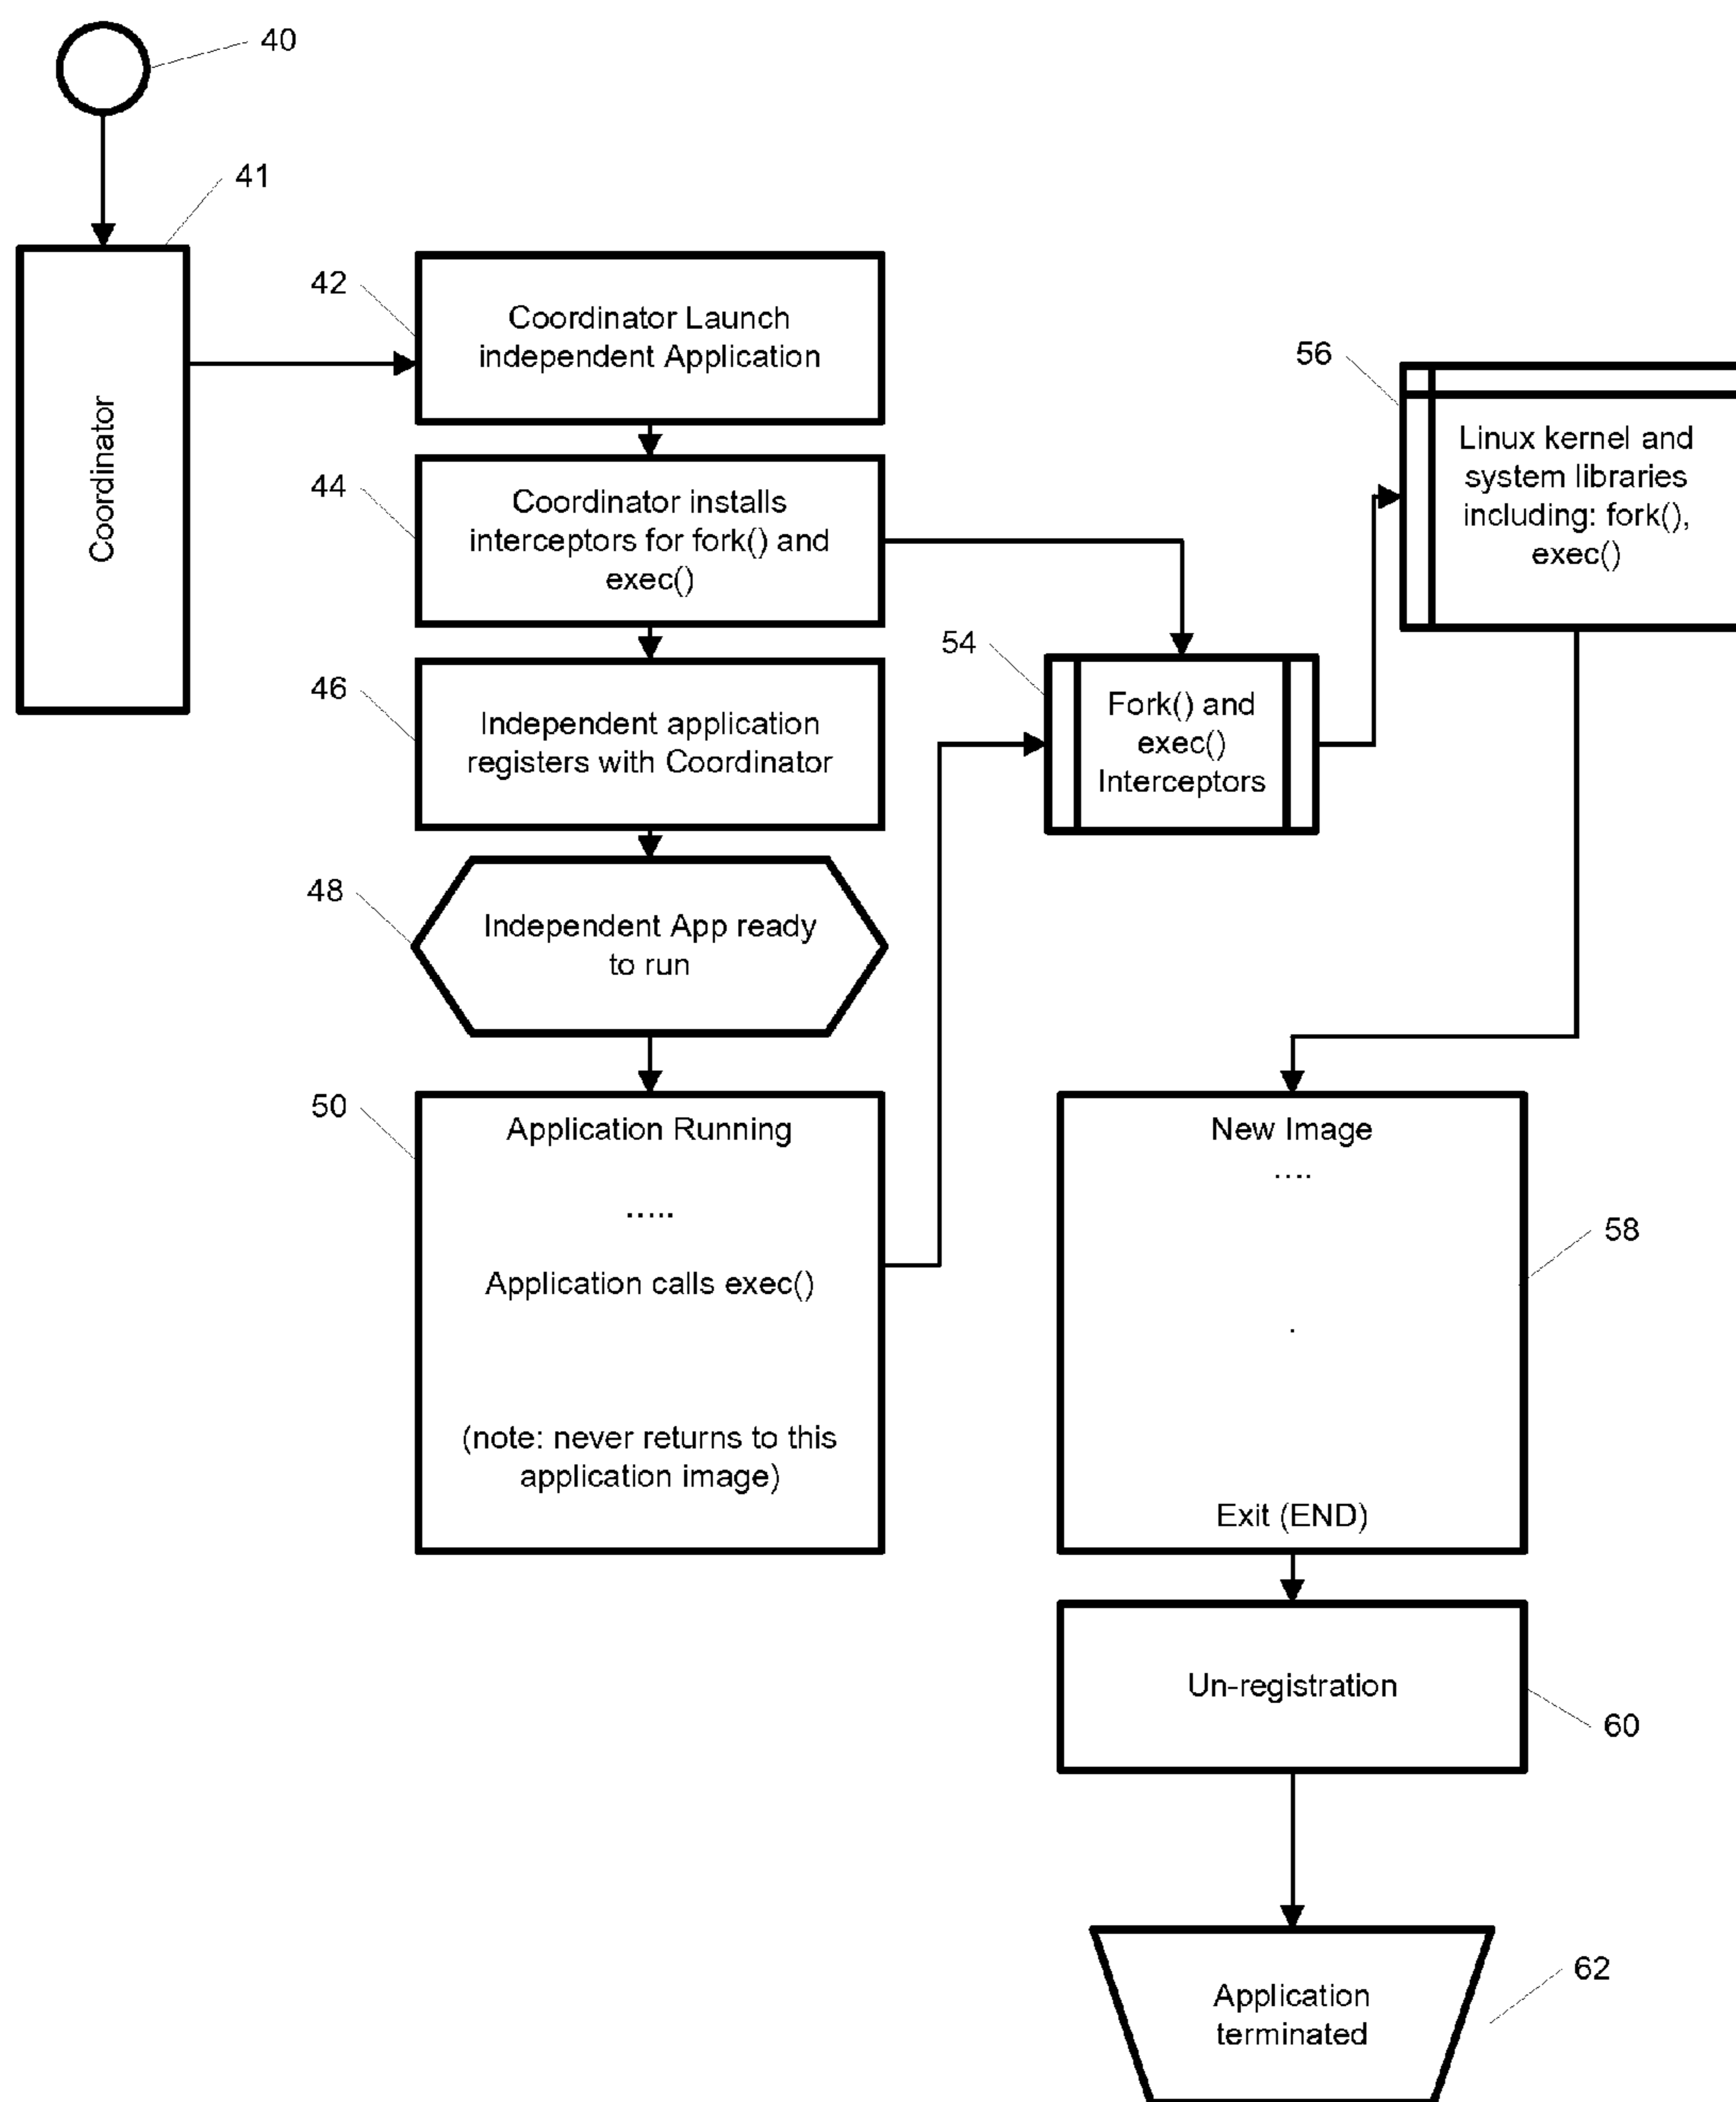 40
41
Coordinator
42
Coordinator Launch
independent Application
44
Coordinator installs
interceptors for fork() and
exec()
46
Independent application
registers with Coordinator
48
Independent App ready
to run
50
Application Running
.....
Application calls exec()
(note: never returns to this
application image)
54
Fork() and
exec()
Interceptors
56
Linux kernel and
system libraries
including: fork(),
exec()
New Image
....
.
Exit (END)
58
Un-registration
60
Application
terminated
62